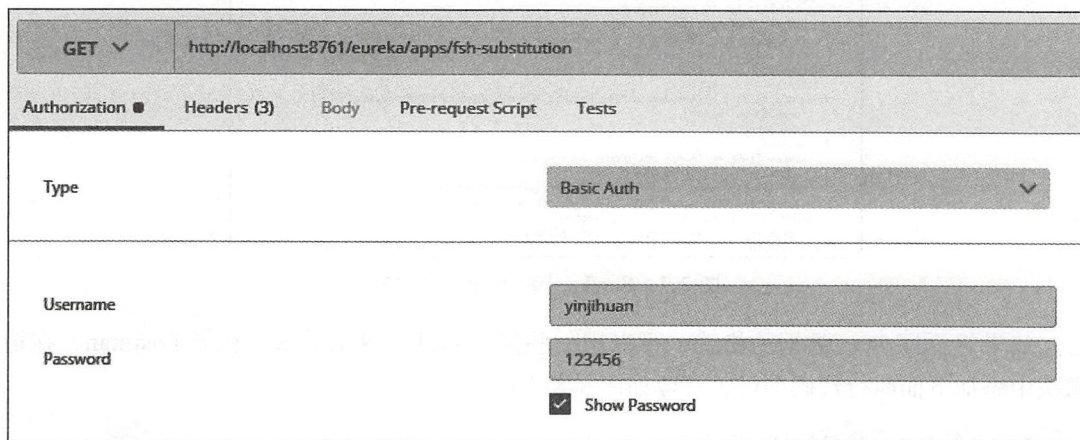 GET http://localhost:8761/eureka/apps/fsh-substitution
Authorization Headers (3) Body Pre-request Script Tests
Type Basic Auth
Username yinjihuan
Password 123456
Show Password